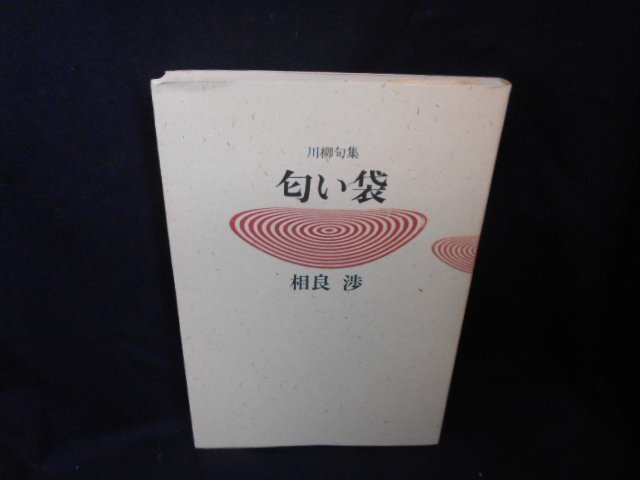 川柳句集
匂い袋
相良 渉